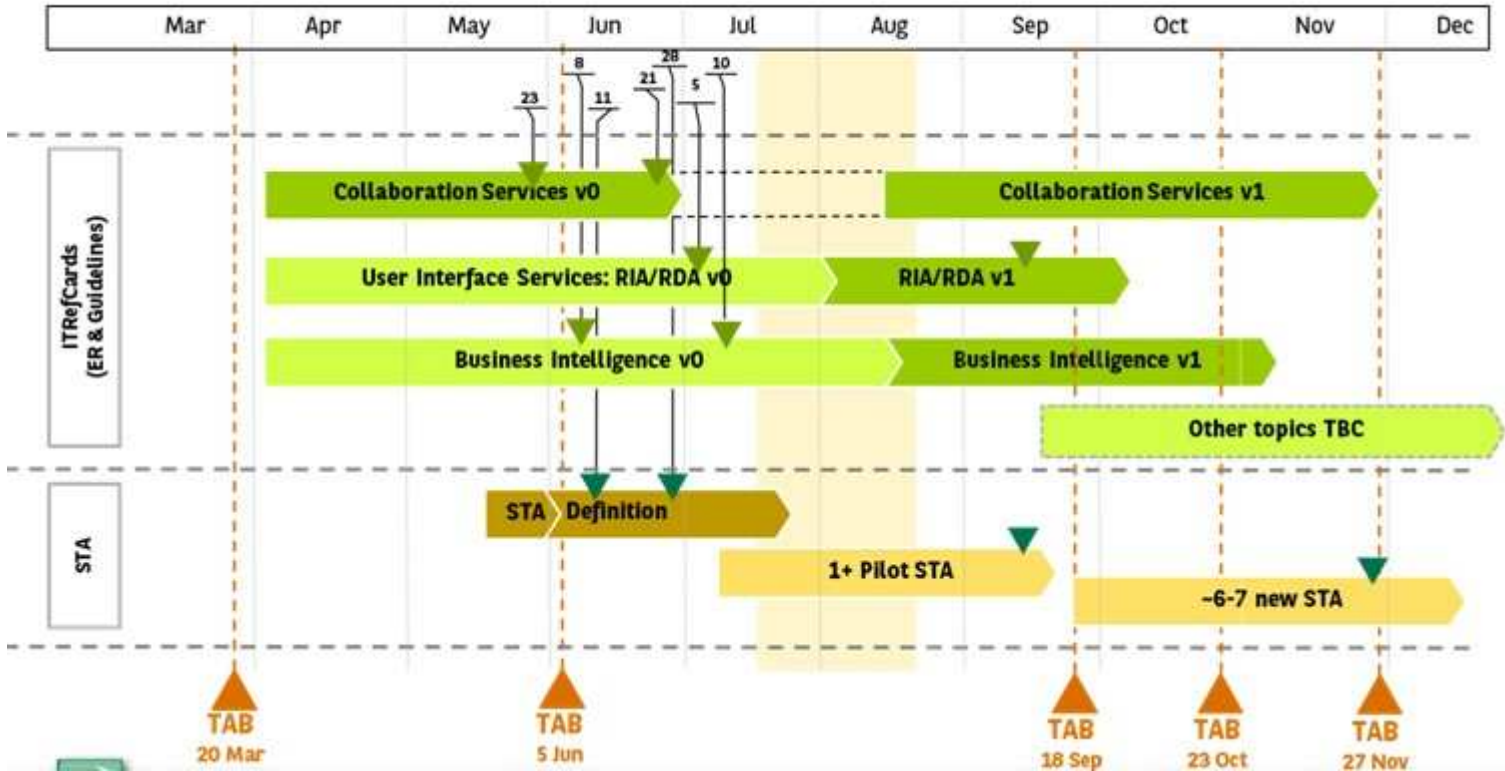 Mar Apr May Jun Jul Aug Sep Oct Nov Dec
8 28 10
23 11 21 5
Collaboration Services v0 Collaboration Services v1
User Interface Services: RIA/RDA v0 RIA/RDA v1
ITRefCards
(ER & Guidelines)
Business Intelligence v0 Business Intelligence v1
Other topics TBC
STA
STA Definition
1+ Pilot STA
~6-7 new STA
TAB TAB TAB TAB TAB
20 Mar 5 Jun 18 Sep 23 Oct 27 Nov